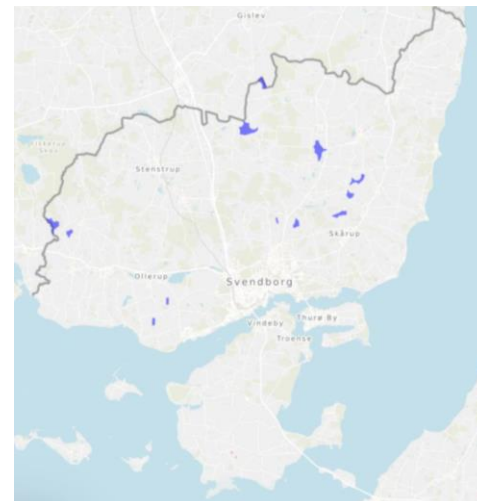 Gislev
Stenstrup
Skårup
Ollerup
Svendborg
Vindeby
Thurø By
Troense